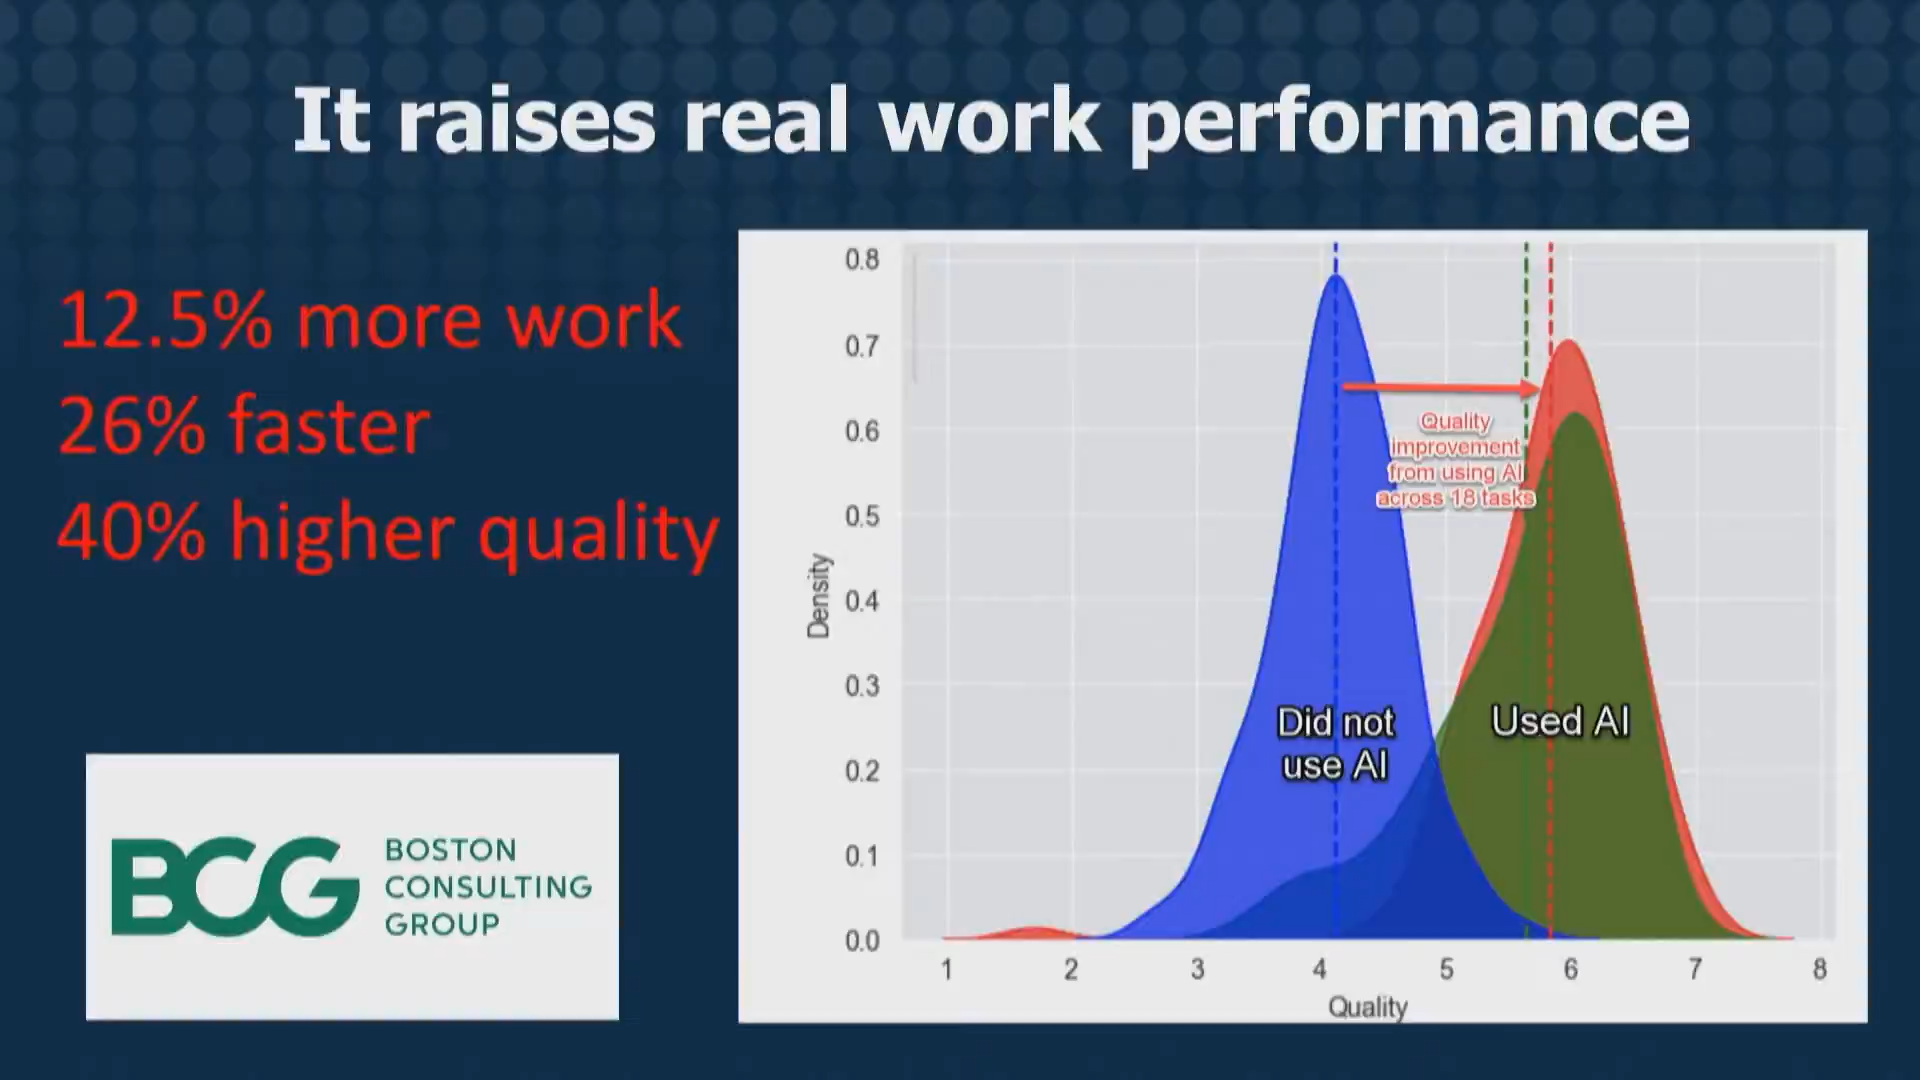 It raises real work performance
12.5% more work
26% faster
40% higher quality
BCG
BOSTON
CONSULTING
GROUP
0.8
0.7
0.6
0.5
0.4
0.3
0.2
0.1
0.0
Density
Quality
improvement
from using AI
across 18 tasks
Did not
use AI
Used AI
1 2 3 4 5 6 7 8
Quality